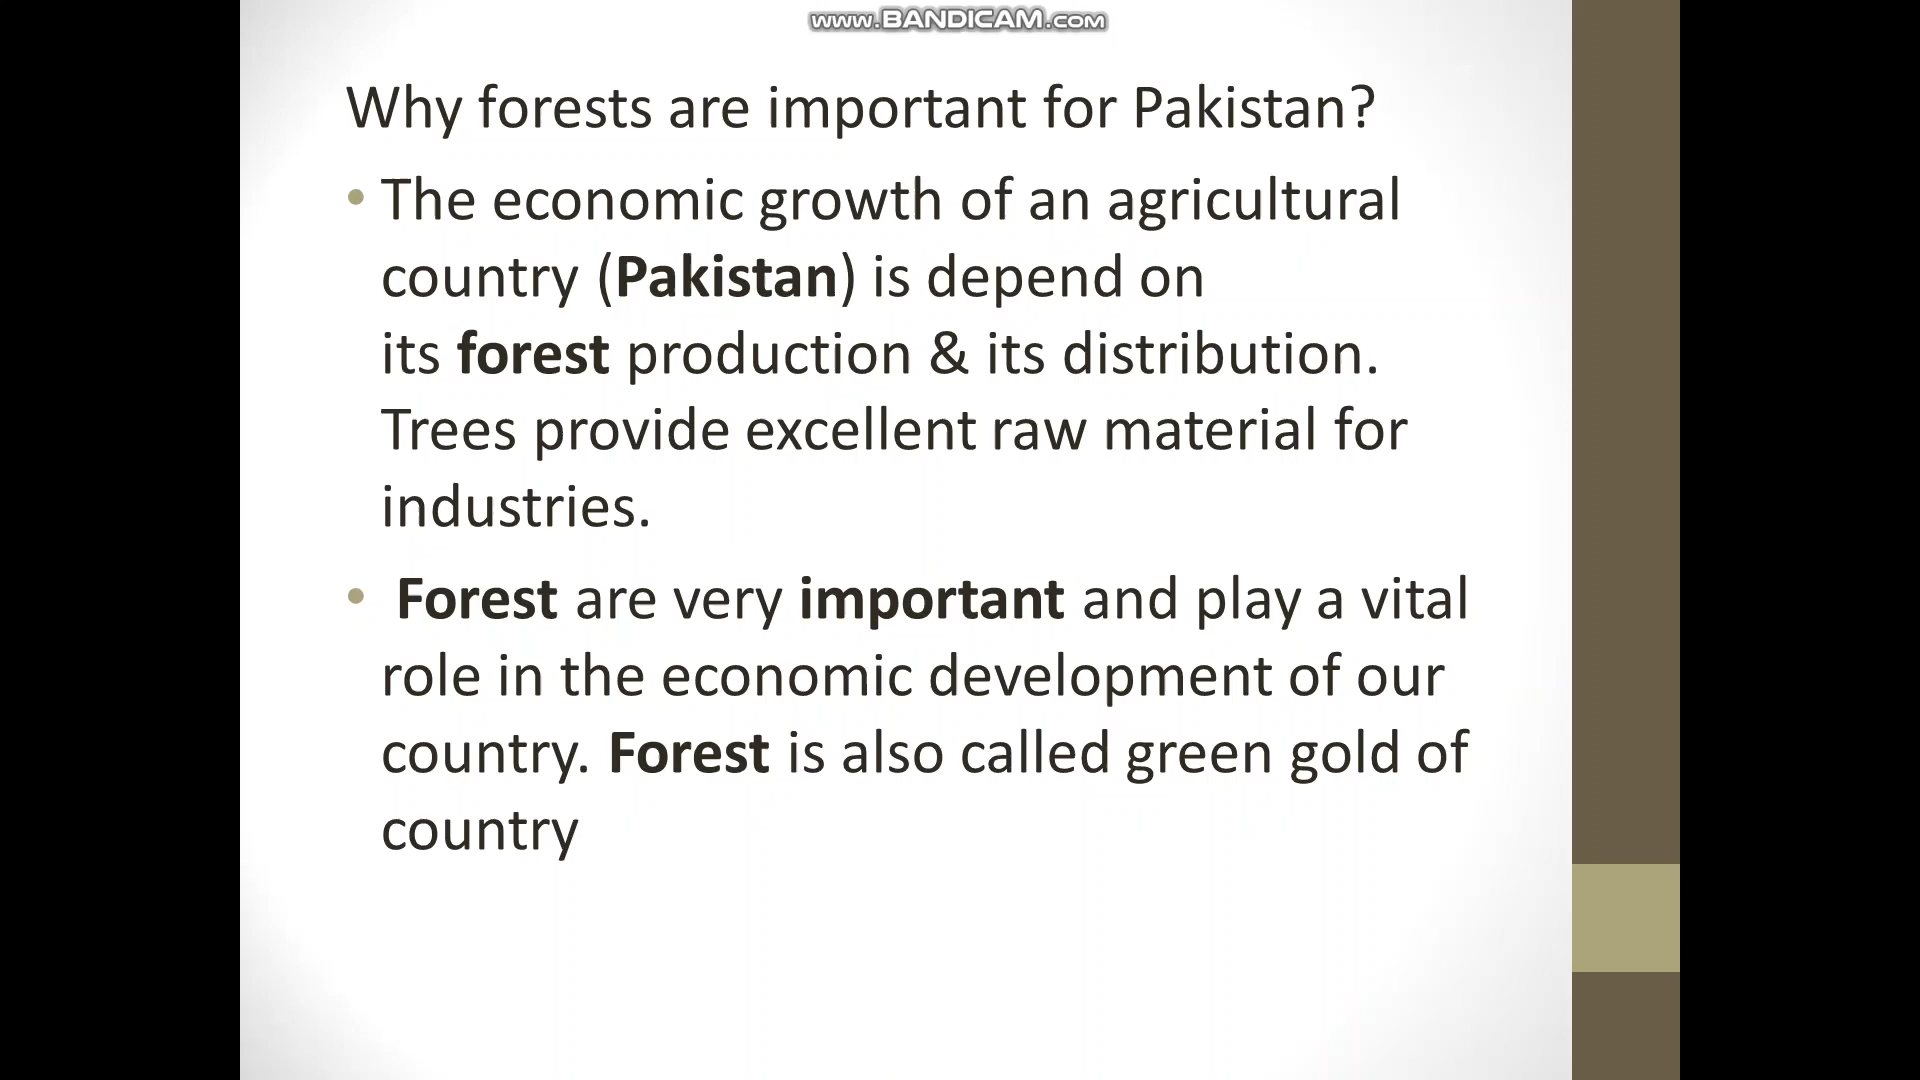 www.BANDICAM.com
Why forests are important for Pakistan?
• The economic growth of an agricultural
country (Pakistan) is depend on
its forest production & its distribution.
Trees provide excellent raw material for
industries.
• Forest are very important and play a vital
role in the economic development of our
country. Forest is also called green gold of
country